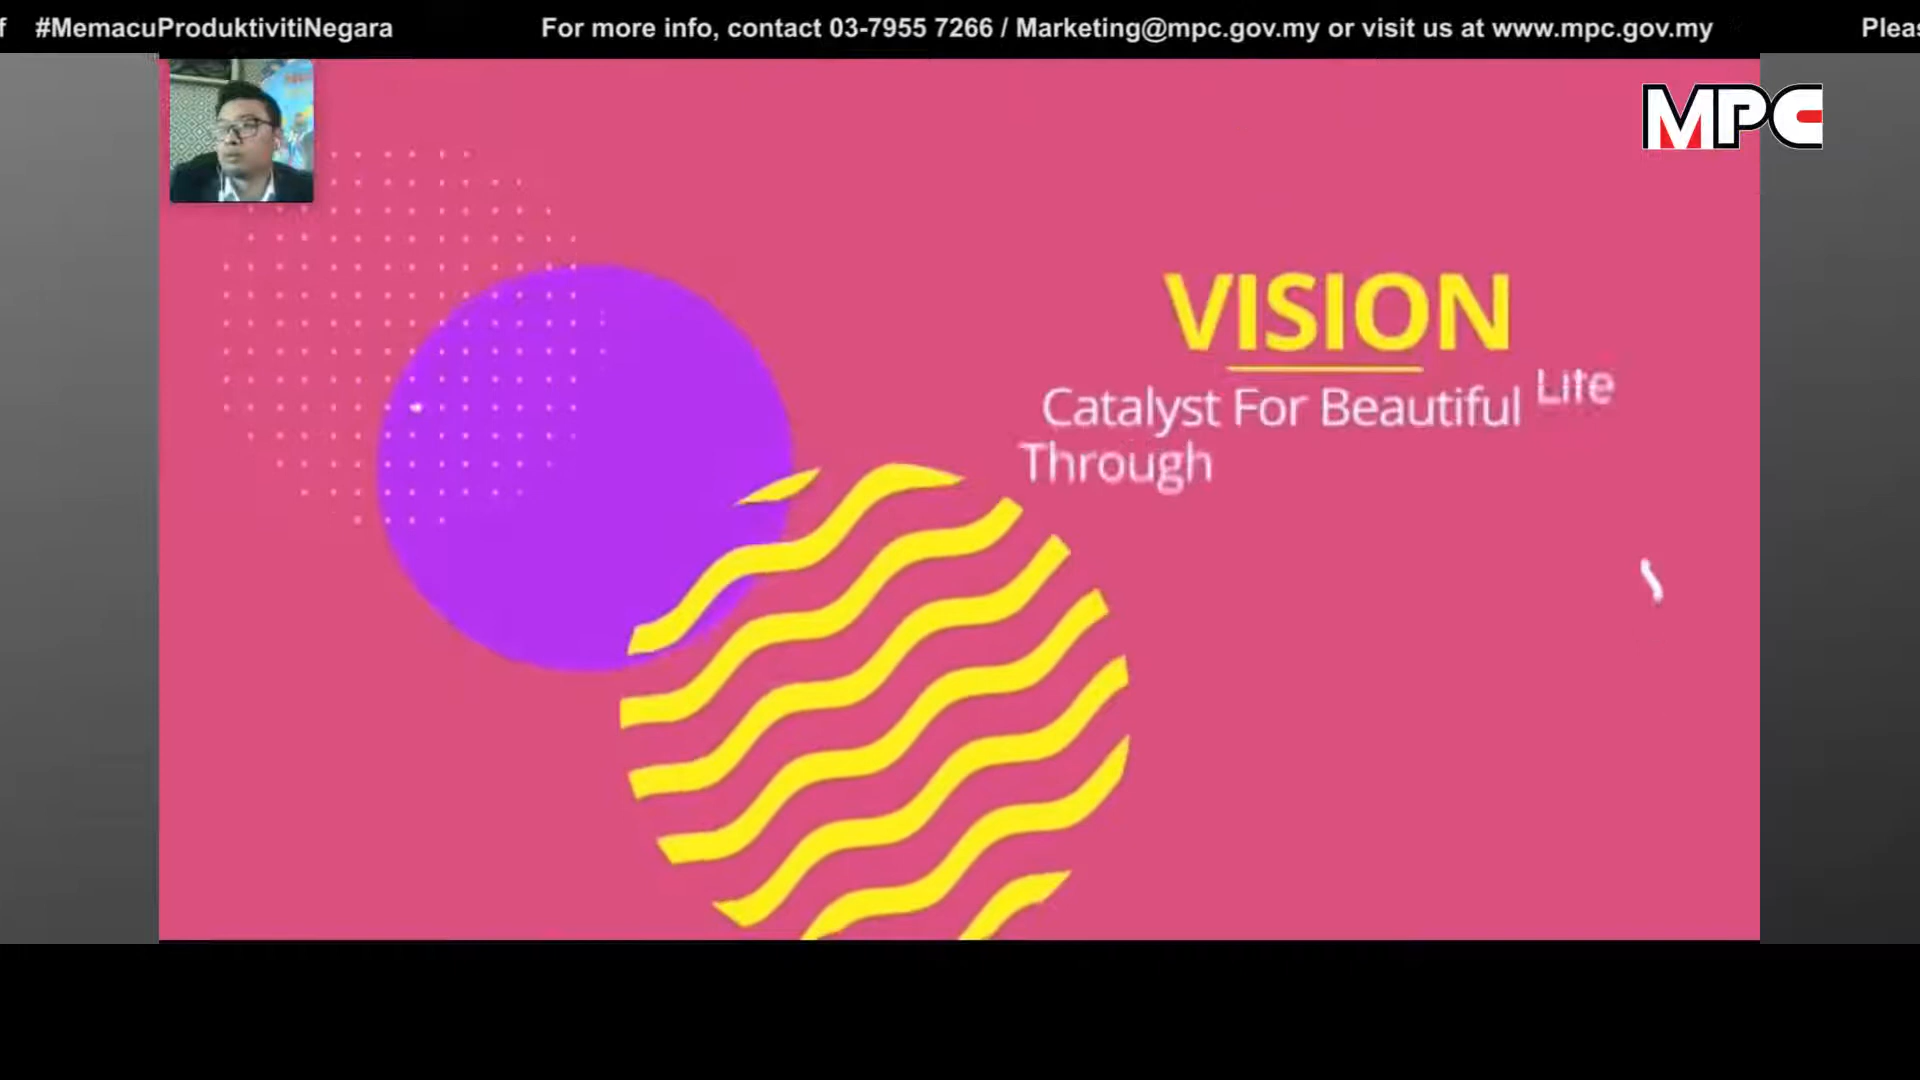 f #MemacuProduktivitiNegara For more info, contact 03-7955 7266 / Marketing@mpc.gov.my or visit us at www.mpc.gov.my Pleas
MPC
VISION
Catalyst For Beautiful Life
Through